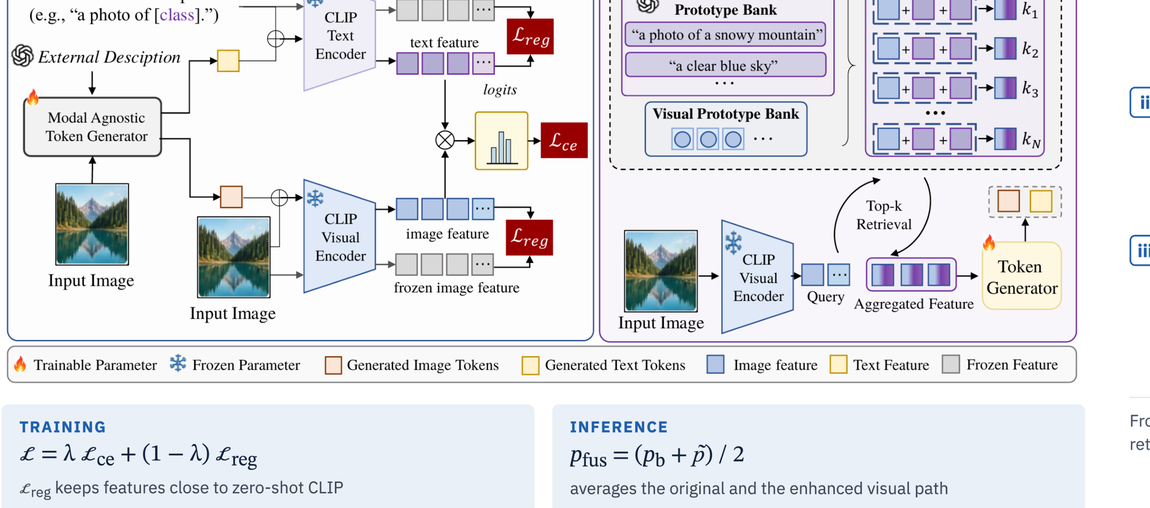 (e.g., “a photo of [class].”)
External Desciption
Modal Agnostic
Token Generator
Input Image
Input Image
CLIP
Text
Encoder
CLIP
Visual
Encoder
text feature
logits
image feature
frozen image feature
ℒreg
ℒce
ℒreg
Prototype Bank
“a photo of a snowy mountain”
“a clear blue sky”
...
Visual Prototype Bank
...
k1
k2
k3
...
kN
Top-k
Retrieval
Input Image
CLIP
Visual
Encoder
Query
Aggregated Feature
Token
Generator
Trainable Parameter Frozen Parameter Generated Image Tokens Generated Text Tokens Image feature Text Feature Frozen Feature
TRAINING
ℒ = λ ℒce + (1 − λ) ℒreg
ℒreg keeps features close to zero-shot CLIP
INFERENCE
pfus = (pb + p̃) / 2
averages the original and the enhanced visual path
ii
iii